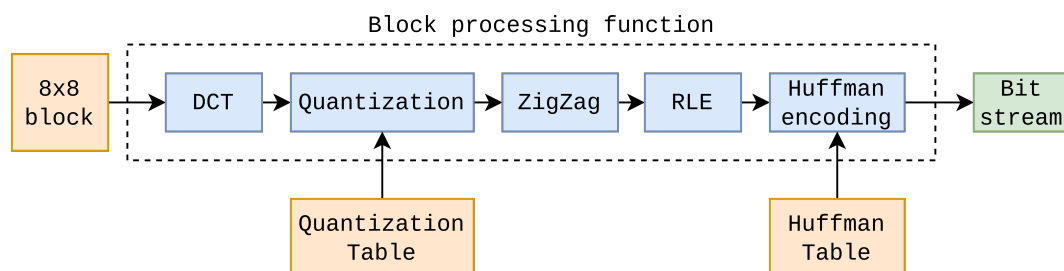 Block processing function
8x8
block
DCT
Quantization
ZigZag
RLE
Huffman
encoding
Bit
stream
Quantization
Table
Huffman
Table